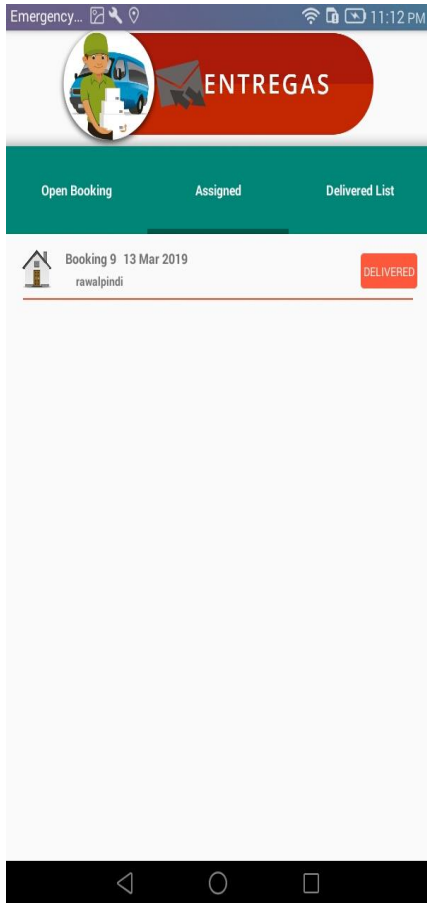 Emergency... 11:12 PM
ENTREGAS
Open Booking Assigned Delivered List
Booking 9 13 Mar 2019
rawalpindi
DELIVERED